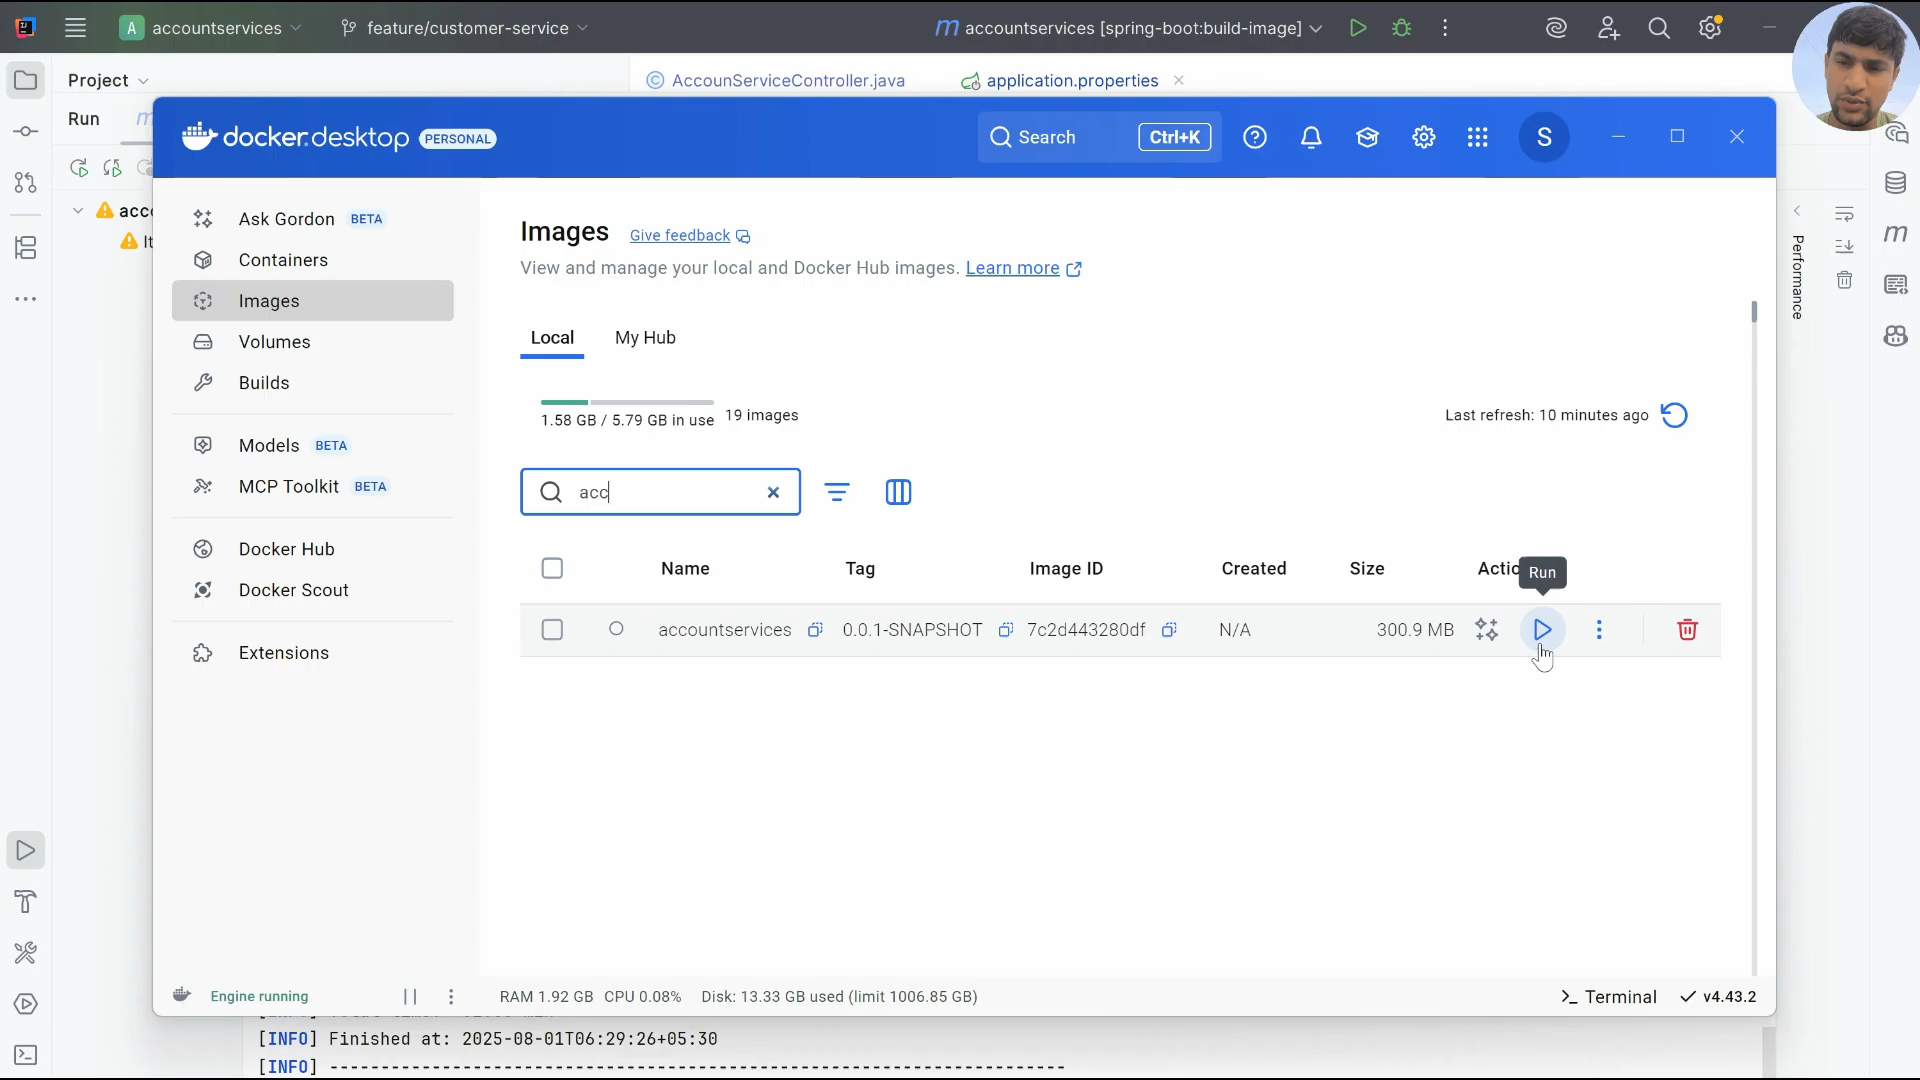 A accountservices
feature/customer-service
accountservices [spring-boot:build-image]
Project
AccounServiceController.java
application.properties
Run
docker.desktop PERSONAL
Search Ctrl+K
S
acc
It
Ask Gordon BETA
Containers
Images
Volumes
Builds
Models BETA
MCP Toolkit BETA
Docker Hub
Docker Scout
Extensions
Images
Give feedback
View and manage your local and Docker Hub images. Learn more
Local My Hub
1.58 GB / 5.79 GB in use 19 images
Last refresh: 10 minutes ago
acc
Name Tag Image ID Created Size Actio
Run
accountservices 0.0.1-SNAPSHOT 7c2d443280df N/A 300.9 MB
Performance
Engine running
RAM 1.92 GB CPU 0.08% Disk: 13.33 GB used (limit 1006.85 GB)
Terminal v4.43.2
[INFO] Finished at: 2025-08-01T06:29:26+05:30
[INFO] ------------------------------------------------------------------------